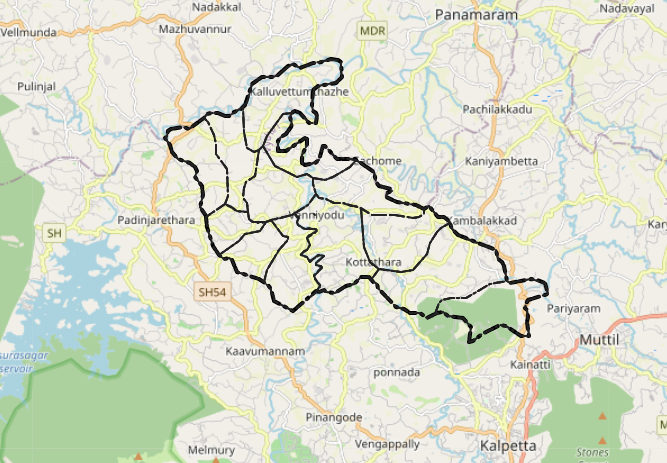 Nadakkal
Panamaram
Nadavayal
Vellmunda
Mazhuvannur
MDR
Pulinjal
Kalluvettumthazhe
Pachilakkadu
Kaniyambetta
Padinjarethara
Venniyodu
Kambalakkad
SH
Kottathara
SH54
Pariyaram
Muttil
Kaavumannam
Kainatti
ponnada
Pinangode
Vengappally
Kalpetta
Melmury
Stones